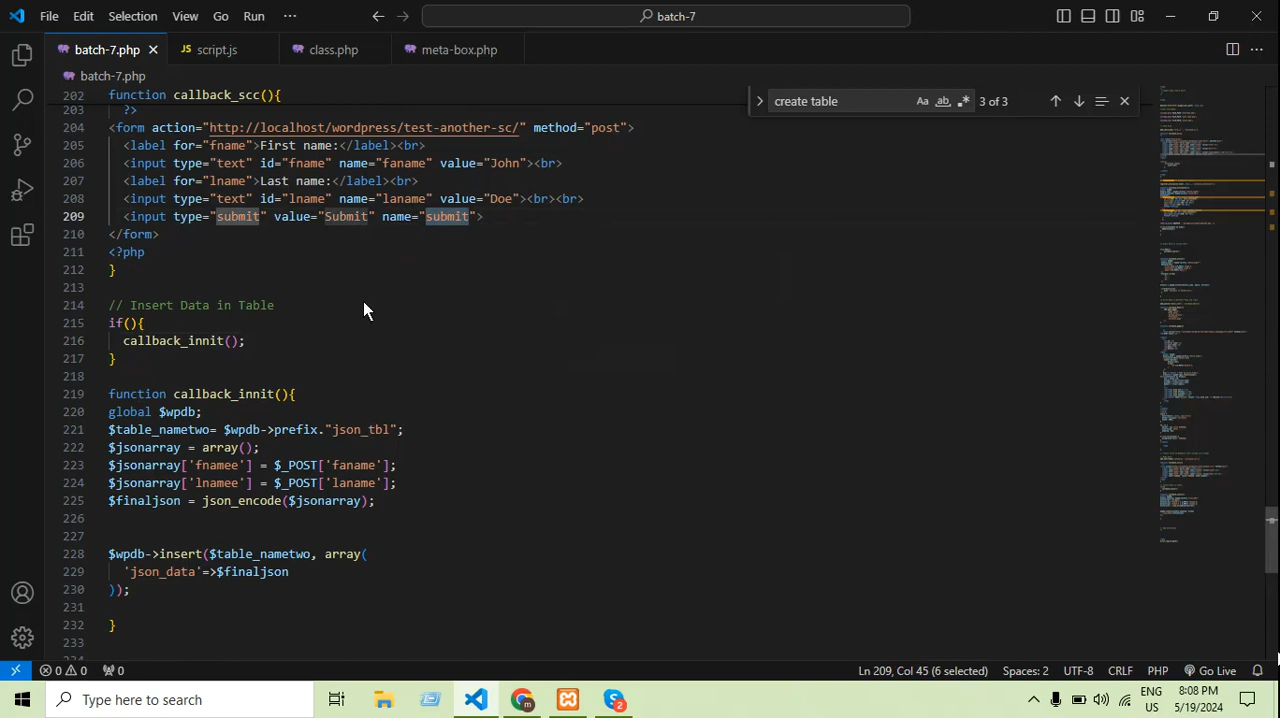 File Edit Selection View Go Run ··· batch-7
batch-7.php script.js class.php meta-box.php
batch-7.php
create table Aa ab 3 of 3
202 function callback_scc(){
203 ?>
204 <form action="http://localhost/wordpress/test-another-sc/" method="post">
205 <label for="fname">First name:</label><br>
206 <input type="text" id="fname" name="faname" value="John"><br>
207 <label for="lname">Last name:</label><br>
208 <input type="text" id="lname" name="laname" value="Doe"><br><br>
209 <input type="submit" value="Submit" name="submit">
210 </form>
211 <?php
212 }
213
214 // Insert Data in Table
215 if(){
216 callback_innit();
217 }
218
219 function callback_innit(){
220 global $wpdb;
221 $table_nametwo= $wpdb->prefix."json_tbl";
222 $jsonarray = array();
223 $jsonarray['fnamee'] = $_POST['faname'];
224 $jsonarray['lnamee'] = $_POST['laname'];
225 $finaljson = json_encode($jsonarray);
226
227
228 $wpdb->insert($table_nametwo, array(
229 'json_data'=>$finaljson
230 ));
231
232 }
233
0 0 0 Ln 209, Col 45 (6 selected) Spaces: 2 UTF-8 CRLF PHP Go Live
Type here to search ENG US 8:08 PM 5/19/2024